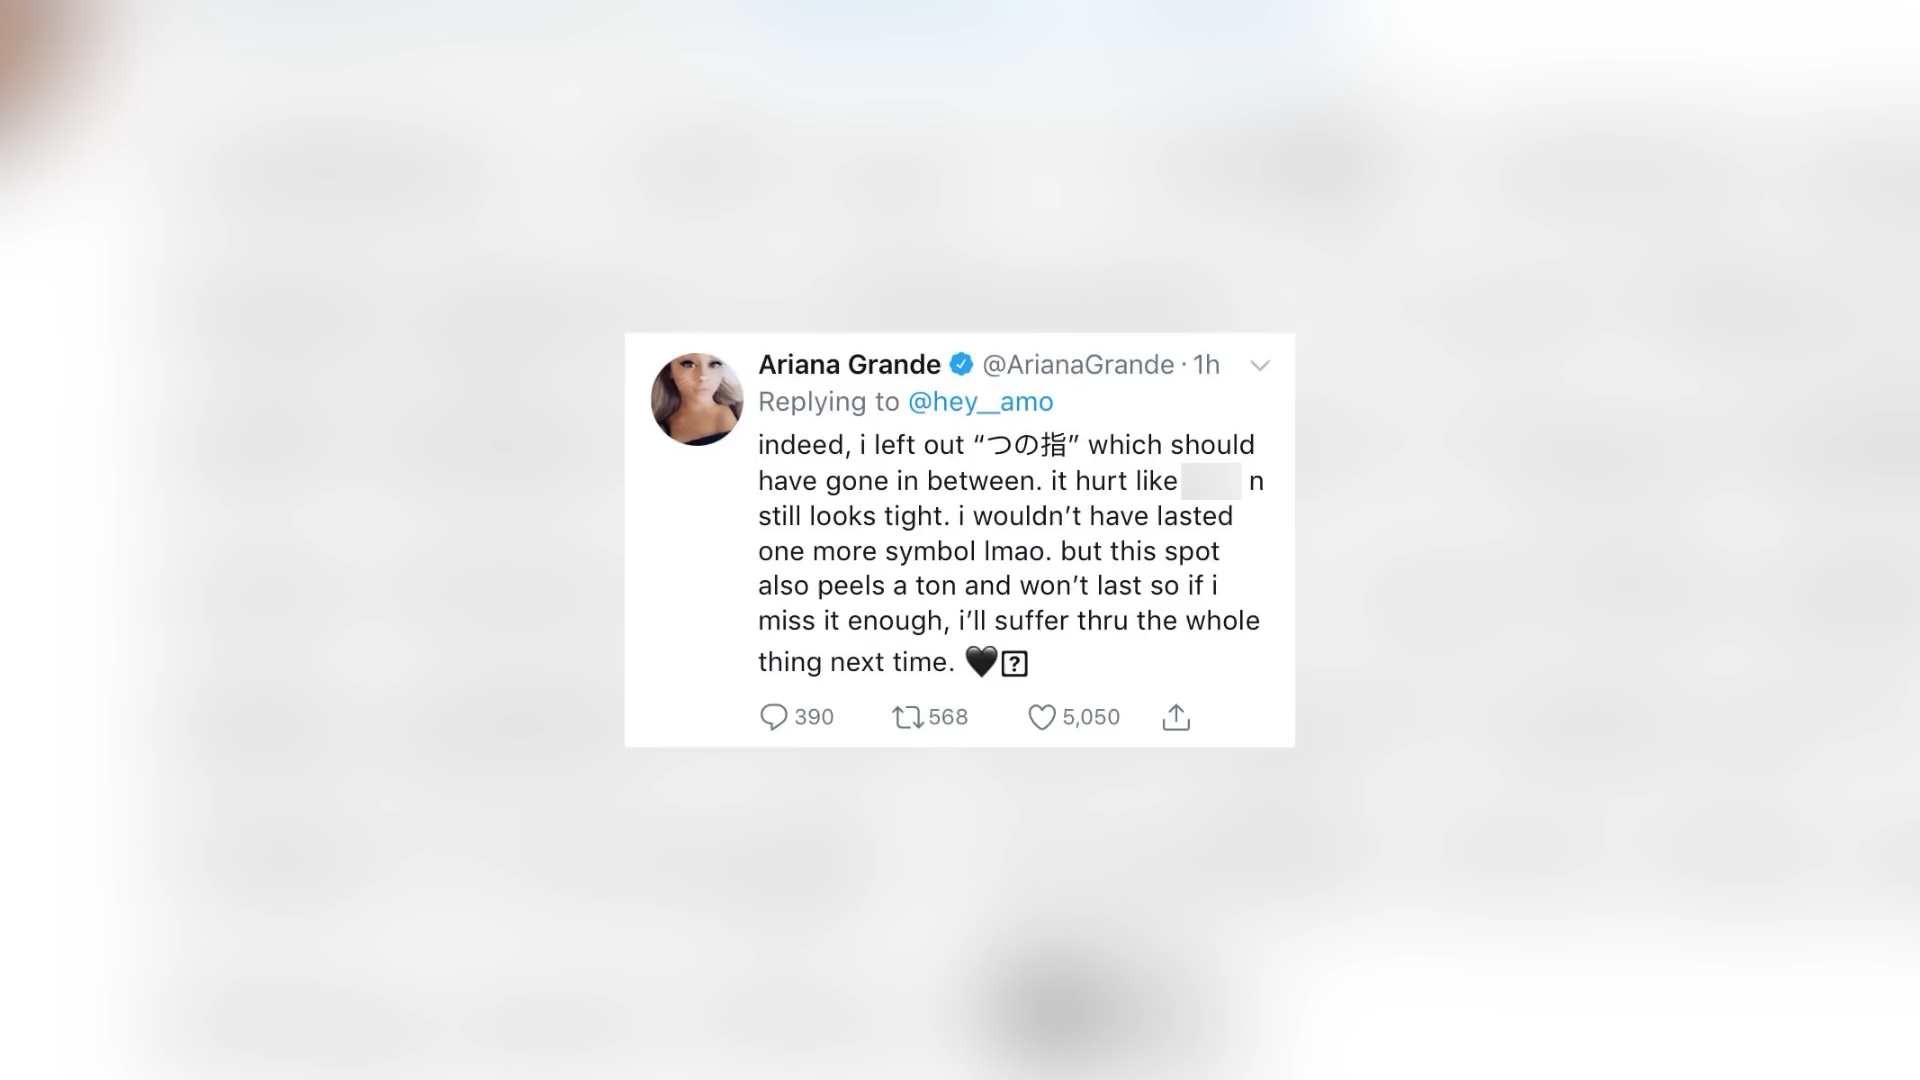 Ariana Grande @ArianaGrande · 1h
Replying to @hey__amo
indeed, i left out “つの指” which should
have gone in between. it hurt like n
still looks tight. i wouldn’t have lasted
one more symbol lmao. but this spot
also peels a ton and won’t last so if i
miss it enough, i’ll suffer thru the whole
thing next time. 🖤
390 568 5,050